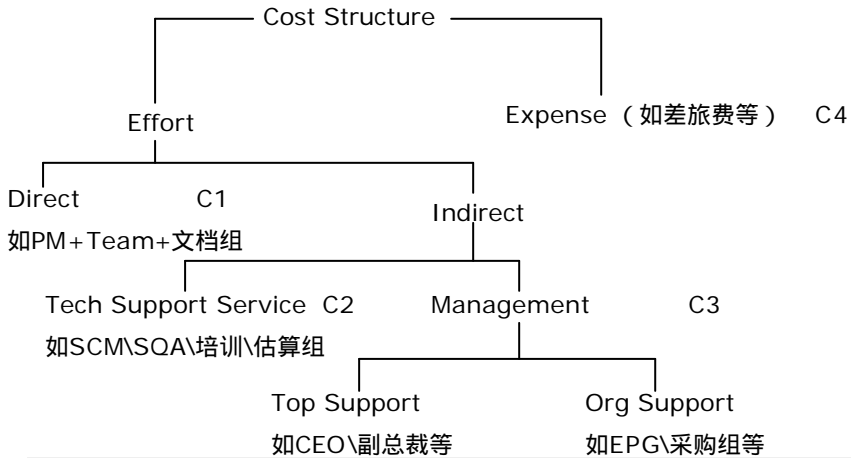 Cost Structure
Effort
Expense （如差旅费等） C4
Direct C1
Indirect
如PM+Team+文档组
Tech Support Service C2 Management C3
如SCM\SQA\培训\估算组
Top Support Org Support
如CEO\副总裁等 如EPG\采购组等